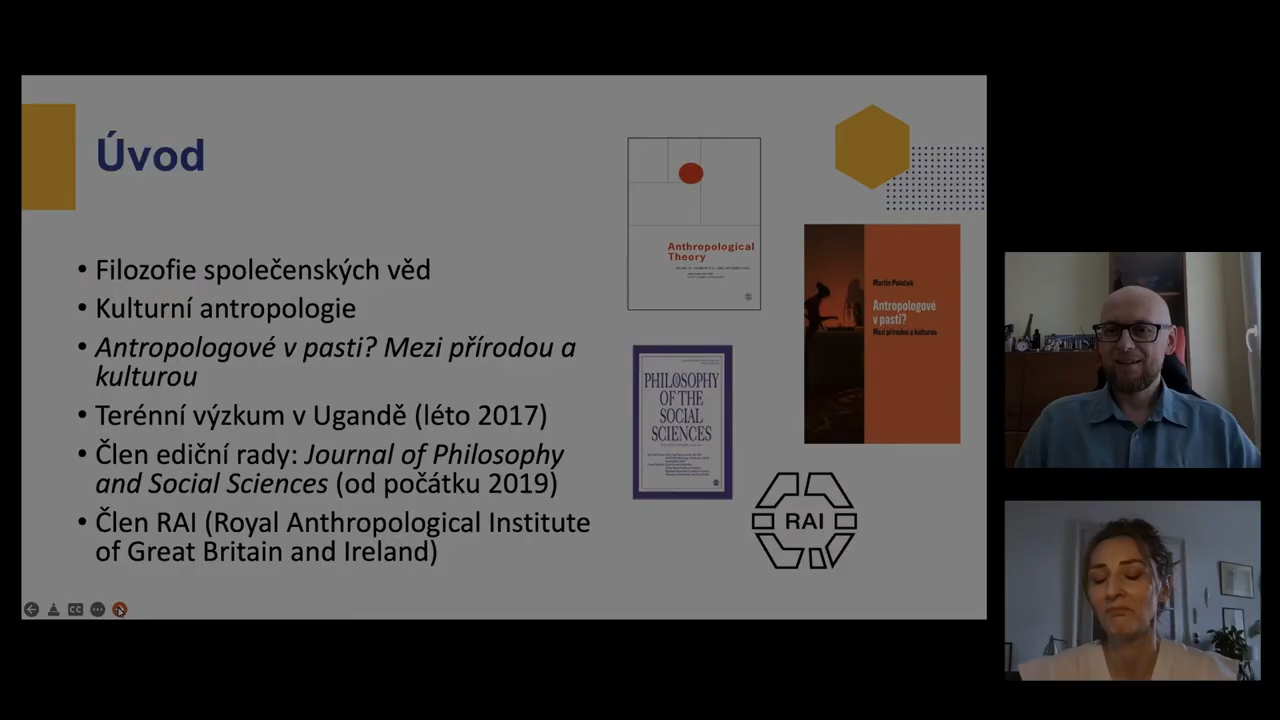 Úvod
• Filozofie společenských věd
• Kulturní antropologie
• Antropologové v pasti? Mezi přírodou a
kulturou
• Terénní výzkum v Ugandě (léto 2017)
• Člen ediční rady: Journal of Philosophy
and Social Sciences (od počátku 2019)
• Člen RAI (Royal Anthropological Institute
of Great Britain and Ireland)
Anthropological
Theory
Martin Paleček
Antropologové
v pasti?
Mezi přírodou a kulturou
PHILOSOPHY
OF THE
SOCIAL
SCIENCES
RAI
CC